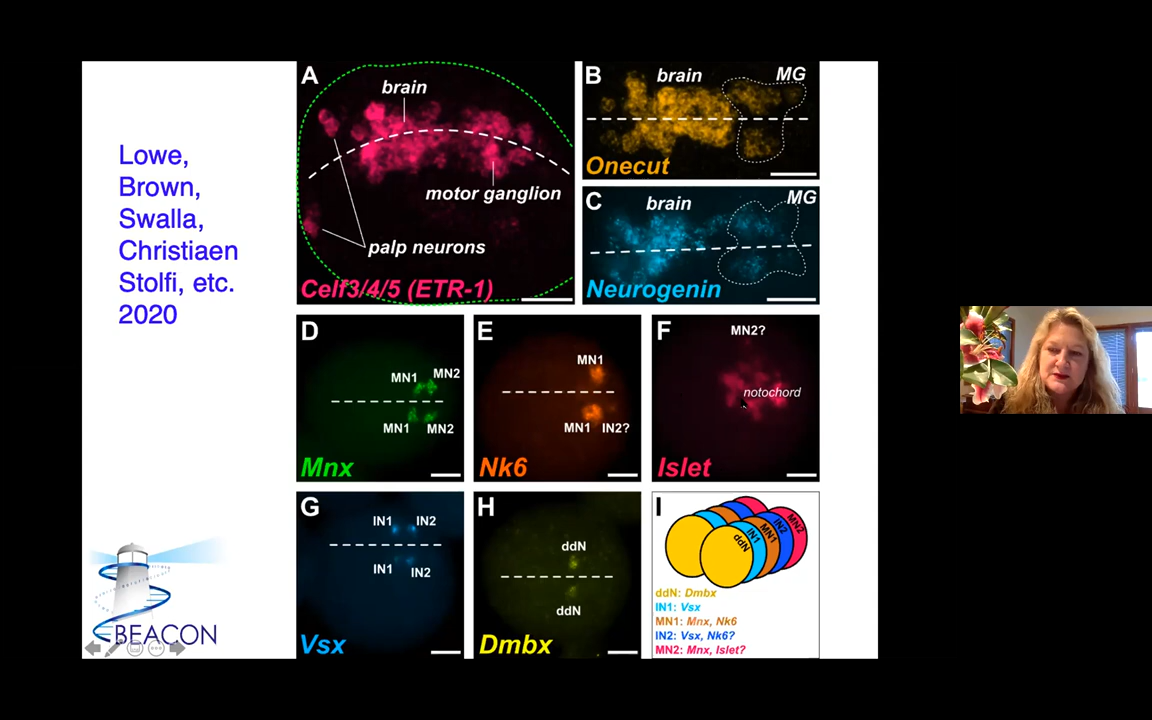 Lowe,
Brown,
Swalla,
Christiaen
Stolfi, etc.
2020
BEACON
A
brain
motor ganglion
palp neurons
Celf3/4/5 (ETR-1)
B
brain
MG
Onecut
C
brain
MG
Neurogenin
D
MN1 MN2
MN1 MN2
Mnx
E
MN1
MN1 IN2?
Nk6
F
MN2?
notochord
Islet
G
IN1 IN2
IN1 IN2
Vsx
H
ddN
ddN
Dmbx
I
ddN IN1 MN1 IN2 MN2
ddN: Dmbx
IN1: Vsx
MN1: Mnx, Nk6
IN2: Vsx, Nk6?
MN2: Mnx, Islet?